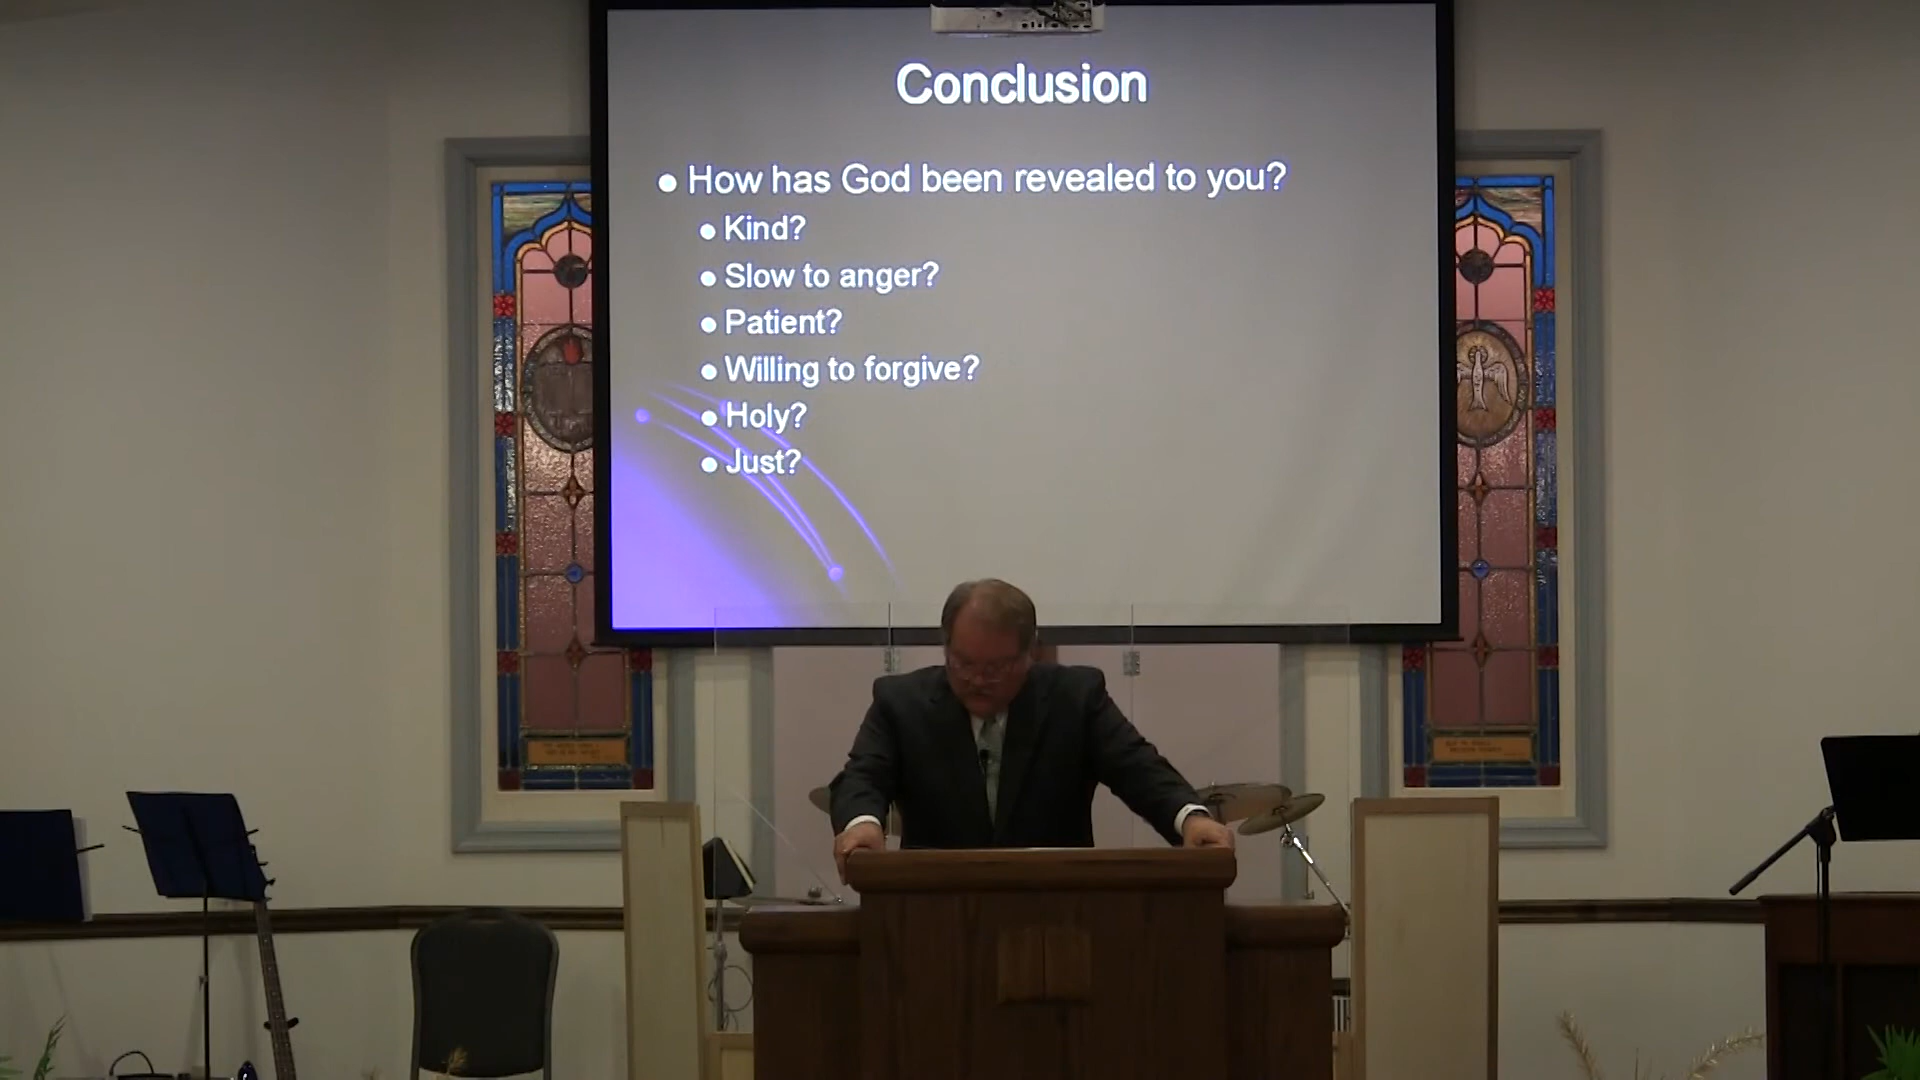 Conclusion
How has God been revealed to you?
Kind?
Slow to anger?
Patient?
Willing to forgive?
Holy?
Just?